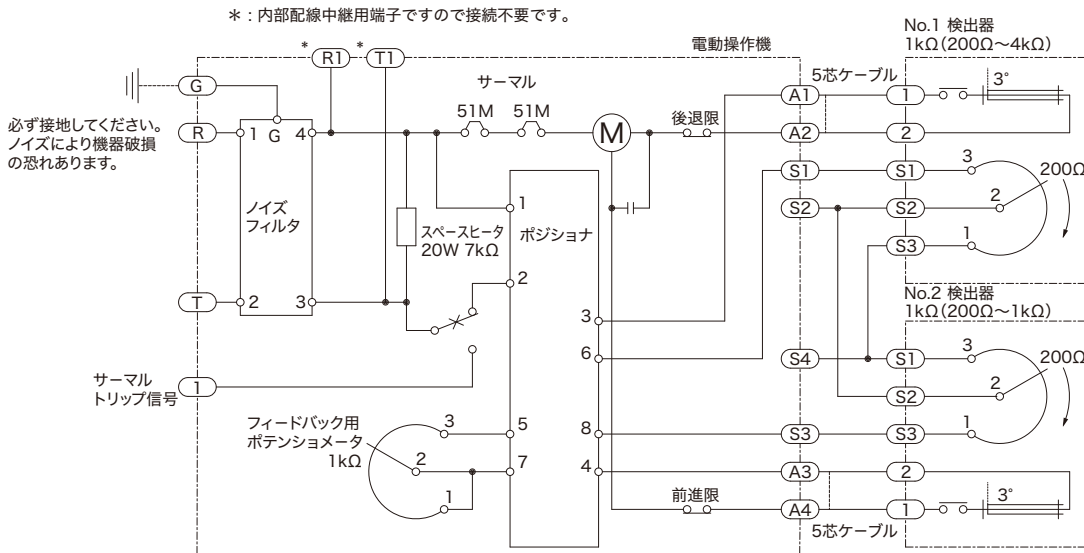 ＊：内部配線中継用端子ですので接続不要です。
No.1 検出器
1kΩ(200Ω〜4kΩ)
* R1 * T1
電動操作機
5芯ケーブル
サーマル
3°
G
A1 1
51M 51M
必ず接地してください。
ノイズにより機器破損
の恐れあります。
R 1 G 4
M
後退限
A2 2
S1 S1 3
200Ω
ノイズ
フィルタ
スペースヒータ
20W 7kΩ
1
ポジショナ
S2 S2 2
S3 1
2
T 2 3
No.2 検出器
1kΩ(200Ω〜1kΩ)
3
6
S4 S1 3
200Ω
サーマル
トリップ信号
1
S2 2
フィードバック用
ポテンショメータ
1kΩ
3 5
8 S3 S3 1
2 7
4 A3 2
1
前進限
A4 1
3°
5芯ケーブル